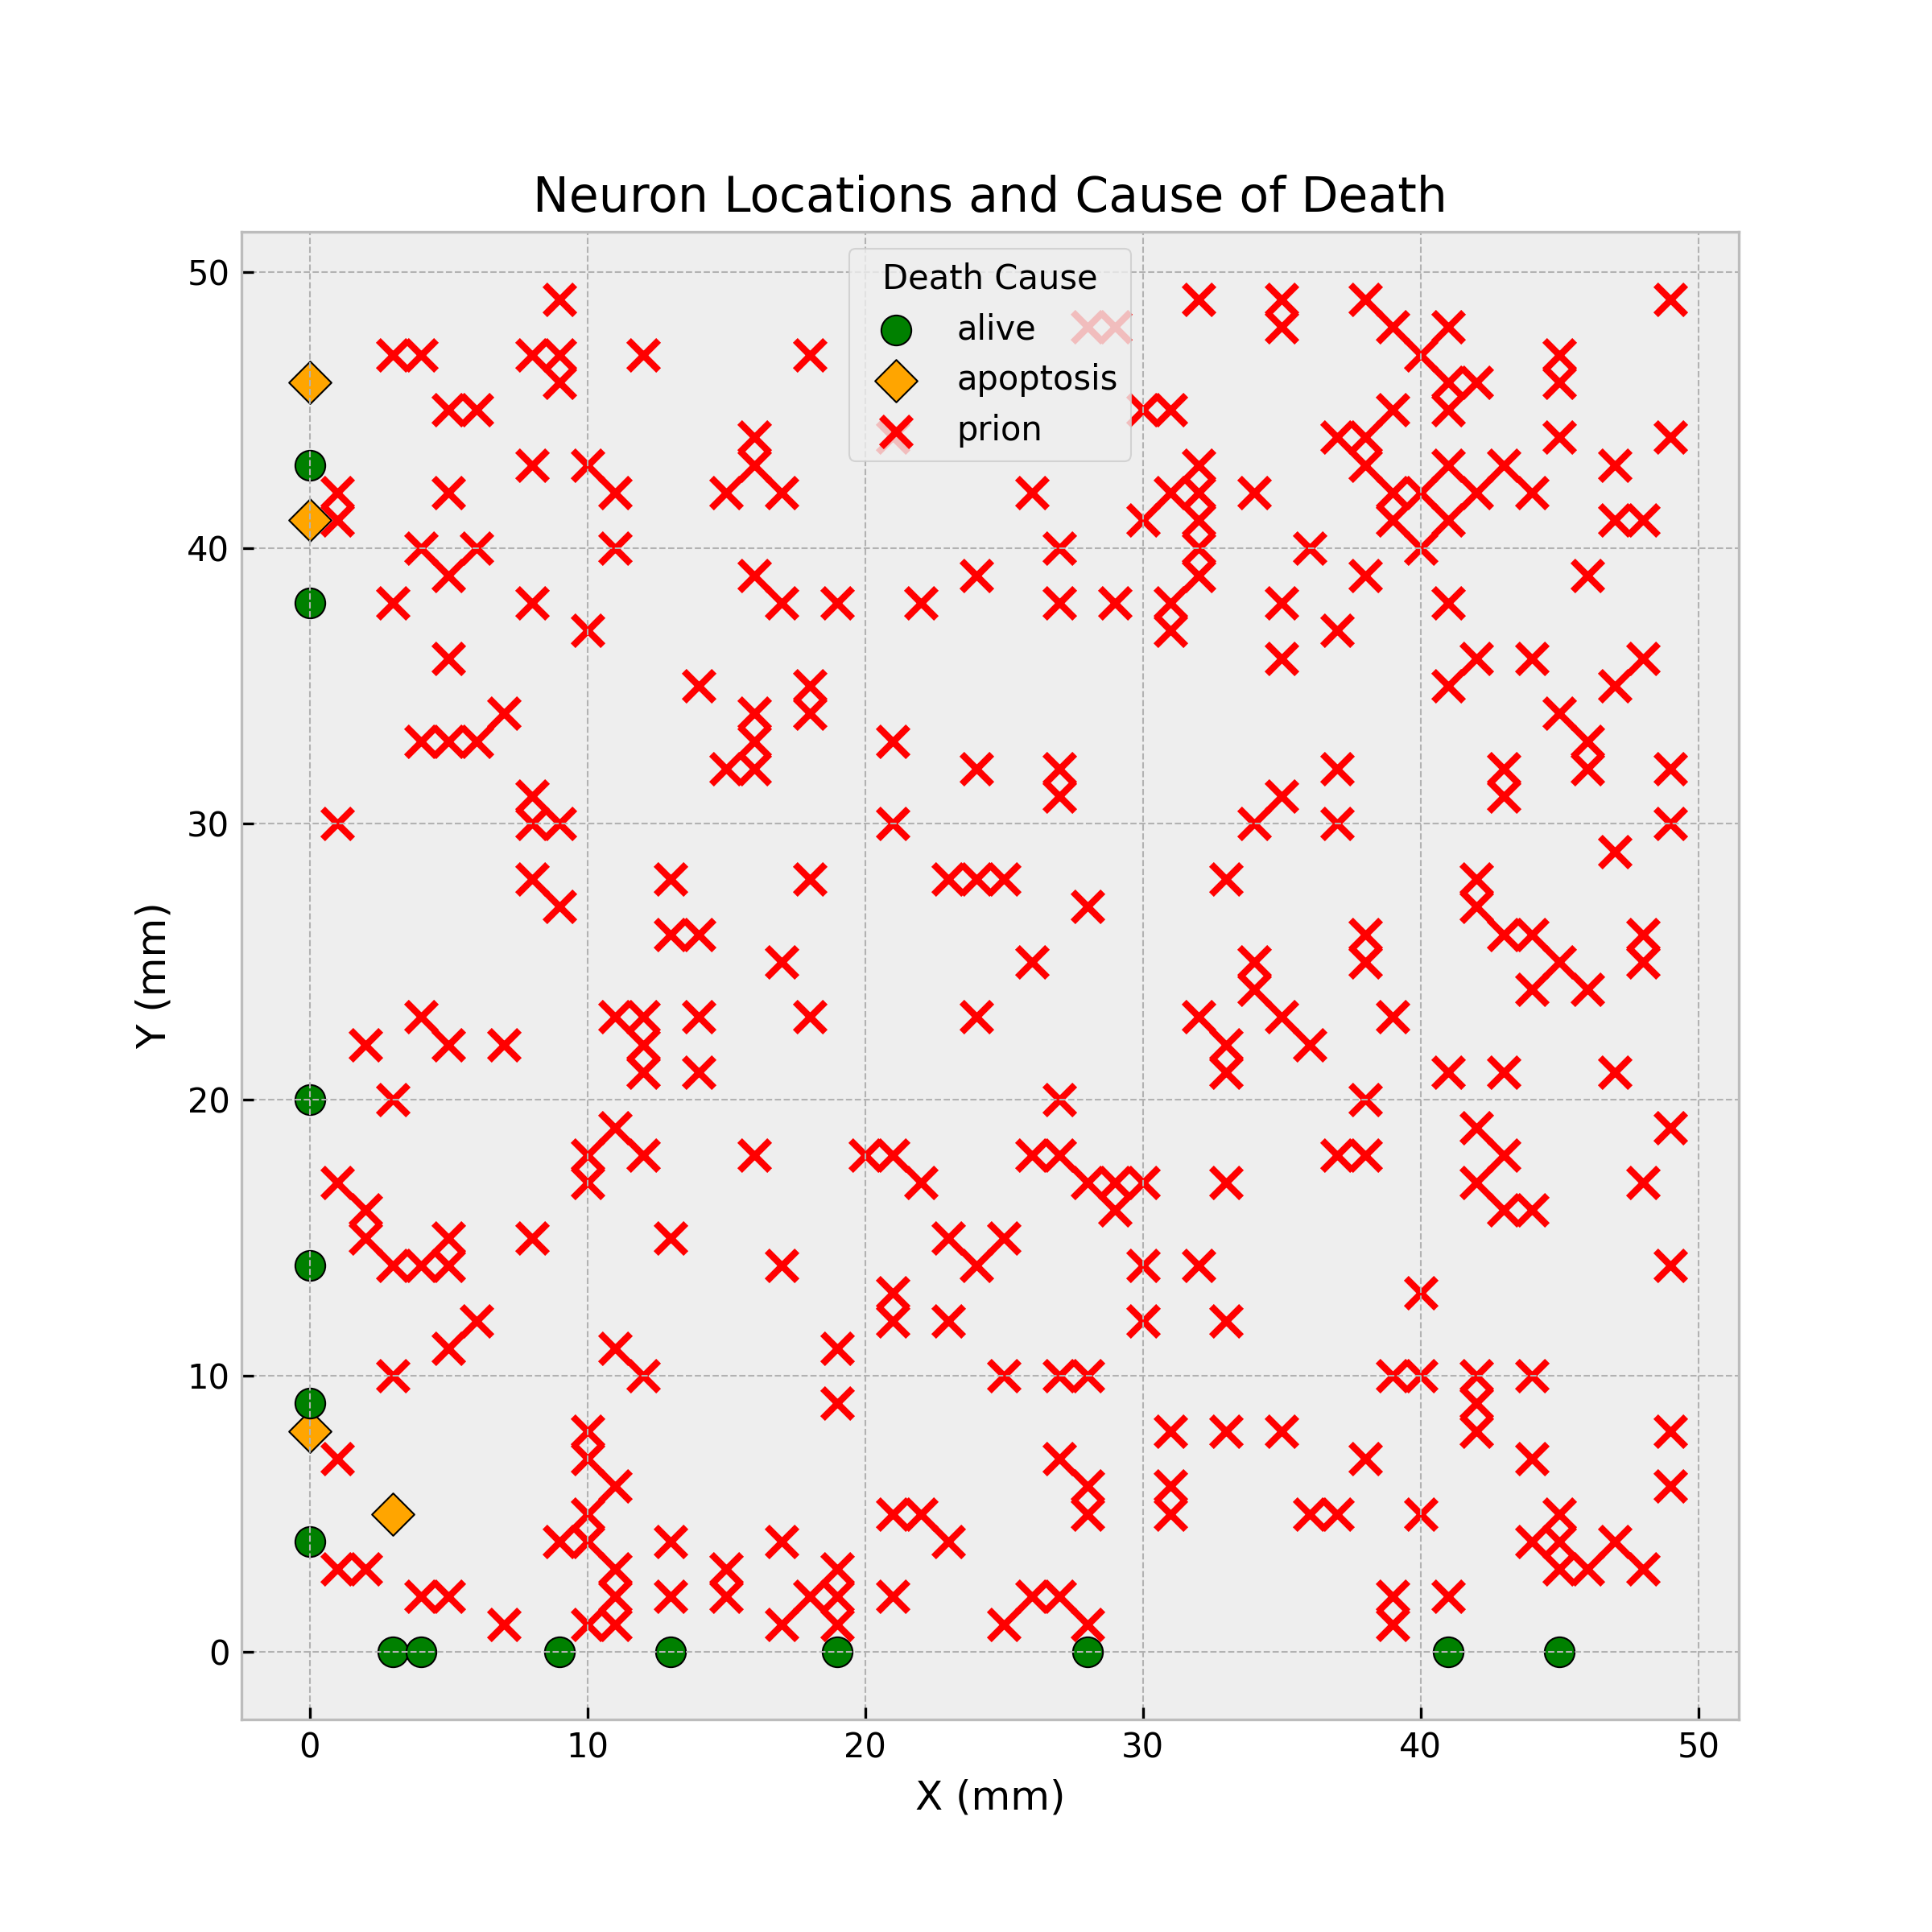 Neuron Locations and Cause of Death
Death Cause
alive
apoptosis
prion
50
40
30
20
10
0
Y (mm)
0 10 20 30 40 50
X (mm)